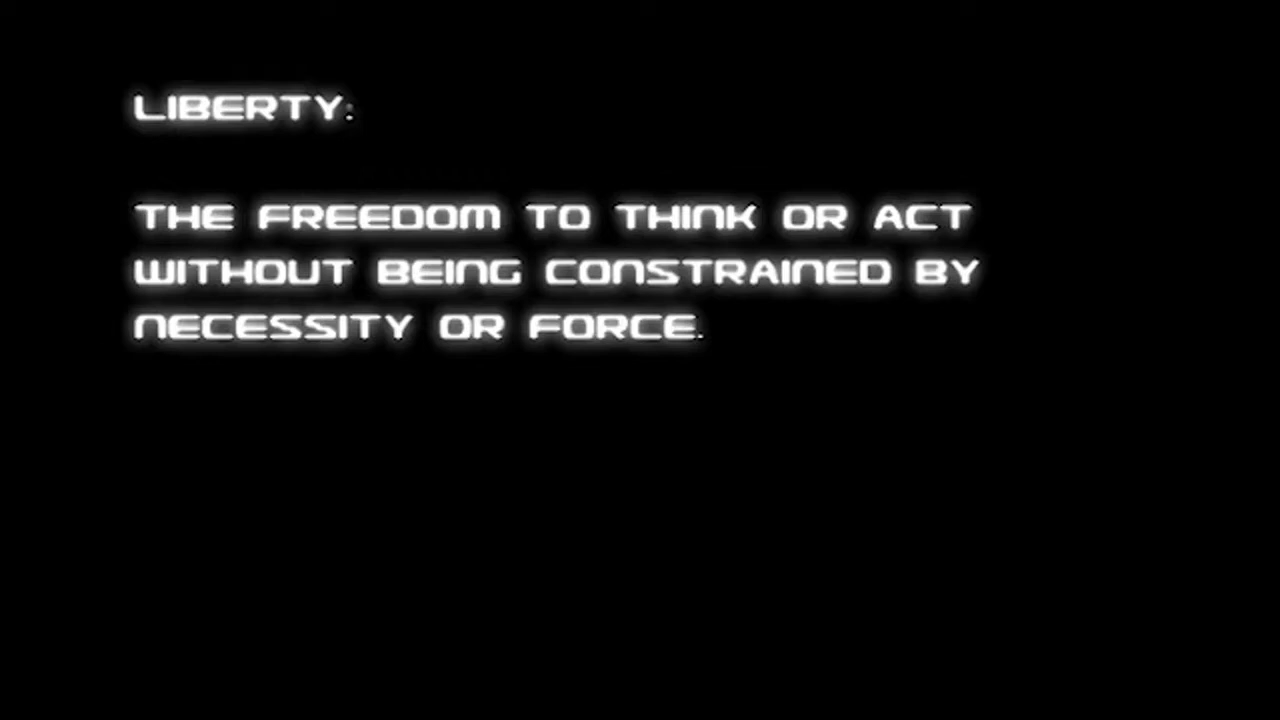 LIBERTY:
THE FREEDOM TO THINK OR ACT
WITHOUT BEING CONSTRAINED BY
NECESSITY OR FORCE.